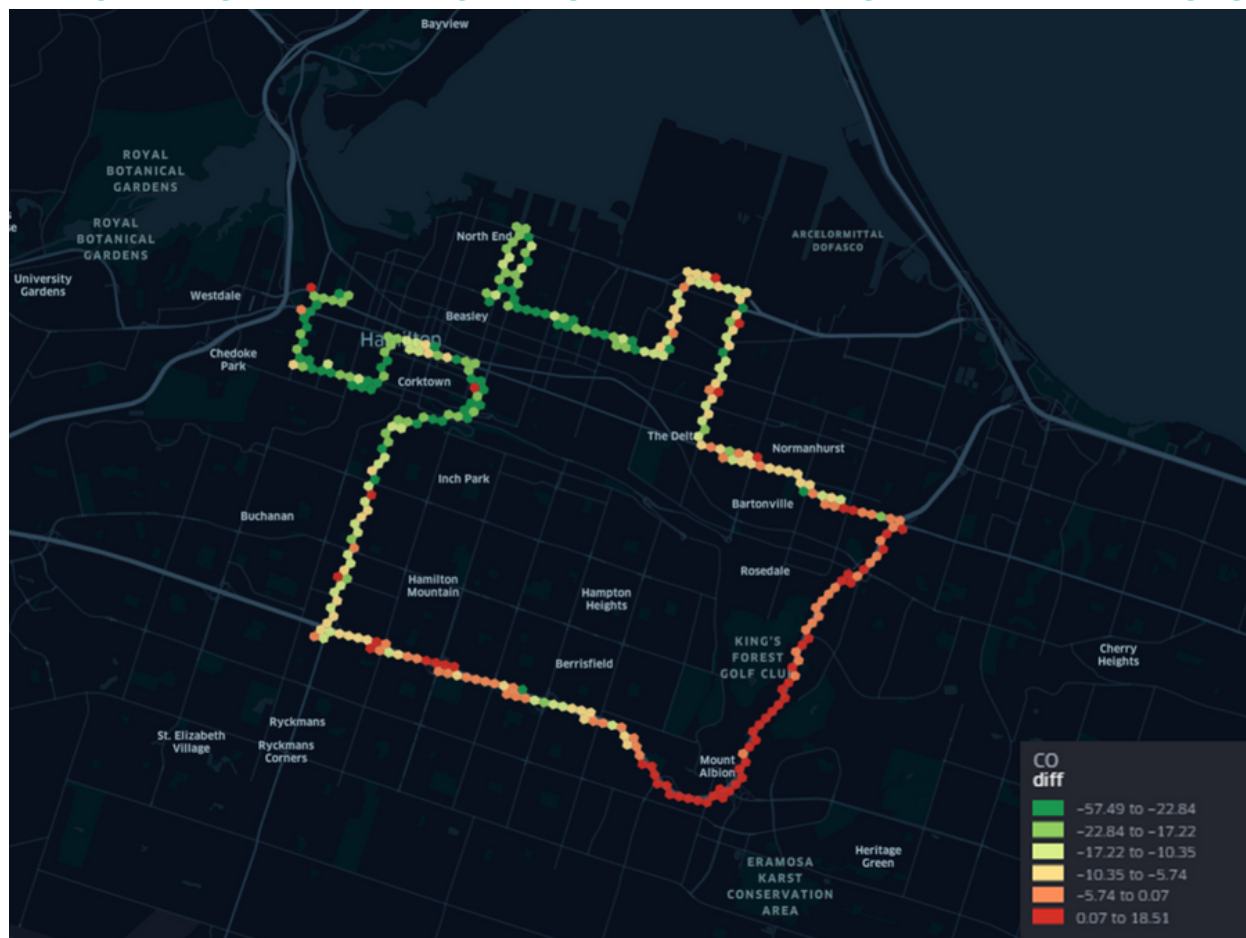 Bayview
ROYAL
BOTANICAL
GARDENS
ROYAL
BOTANICAL
GARDENS
University
Gardens
Westdale
North End
ARCELORMITTAL
DOFASCO
Beasley
Hamilton
Chedoke
Park
Corktown
The Delta
Normanhurst
Inch Park
Bartonville
Buchanan
Rosedale
Hamilton
Mountain
Hampton
Heights
KING'S
FOREST
GOLF CLU
Berrisfield
Cherry
Heights
St. Elizabeth
Village
Ryckmans
Ryckmans
Corners
Mount
Albion
Heritage
Green
ERAMOSA
KARST
CONSERVATION
AREA
CO
diff
−57.49 to −22.84
−22.84 to −17.22
−17.22 to −10.35
−10.35 to −5.74
−5.74 to 0.07
0.07 to 18.51